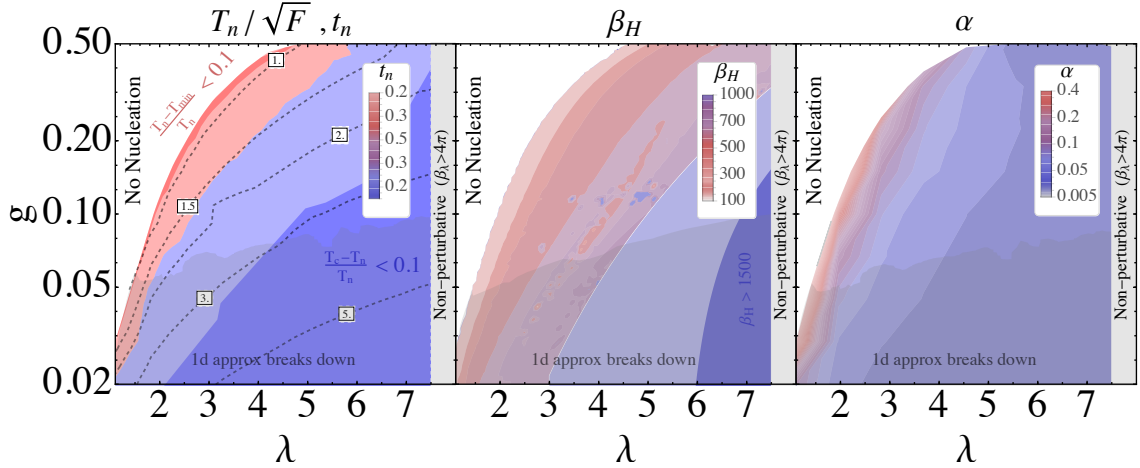 T_n / √F , t_n
β_H
α
g
0.50
0.20
0.10
0.05
0.02
No Nucleation
(T_n−T_min)/T_n < 0.1
1.
1.5
2.
3.
5.
t_n
0.2
0.3
0.5
0.3
0.2
(T_c−T_n)/T_n < 0.1
1d approx breaks down
Non-perturbative (β_λ>4π)
2 3 4 5 6 7
λ
No Nucleation
β_H
1000
900
700
500
300
100
β_H > 1500
1d approx breaks down
Non-perturbative (β_λ>4π)
2 3 4 5 6 7
λ
No Nucleation
α
0.4
0.2
0.1
0.05
0.005
1d approx breaks down
Non-perturbative (β_λ>4π)
2 3 4 5 6 7
λ